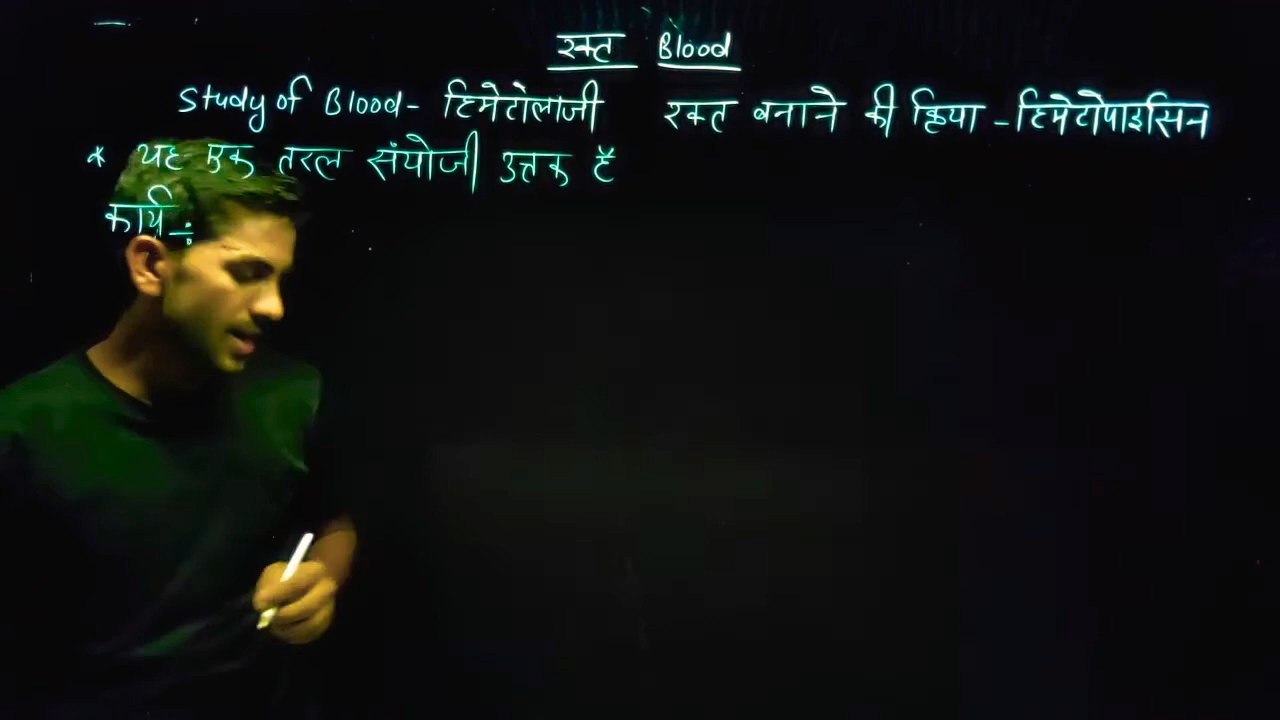 रक्त Blood
Study of Blood - हिमेटोलाजी रक्त बनाने की क्रिया - हिमेटोपाइसिन
* यह एक तरल संयोजी उत्तक है
कार्य :-